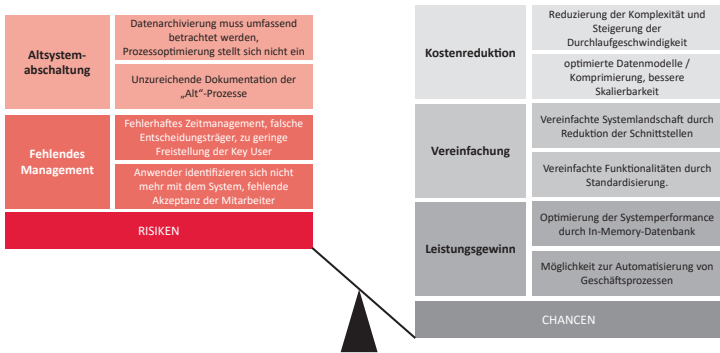 Altsystem-
abschaltung
Datenarchivierung muss umfassend
betrachtet werden,
Prozessoptimierung stellt sich nicht ein
Unzureichende Dokumentation der
„Alt“-Prozesse
Fehlendes
Management
Fehlerhaftes Zeitmanagement, falsche
Entscheidungsträger, zu geringe
Freistellung der Key User
Anwender identifizieren sich nicht
mehr mit dem System, fehlende
Akzeptanz der Mitarbeiter
RISIKEN
Kostenreduktion
Reduzierung der Komplexität und
Steigerung der
Durchlaufgeschwindigkeit
optimierte Datenmodelle /
Komprimierung, bessere
Skalierbarkeit
Vereinfachung
Vereinfachte Systemlandschaft durch
Reduktion der Schnittstellen
Vereinfachte Funktionalitäten durch
Standardisierung.
Leistungsgewinn
Optimierung der Systemperformance
durch In-Memory-Datenbank
Möglichkeit zur Automatisierung von
Geschäftsprozessen
CHANCEN